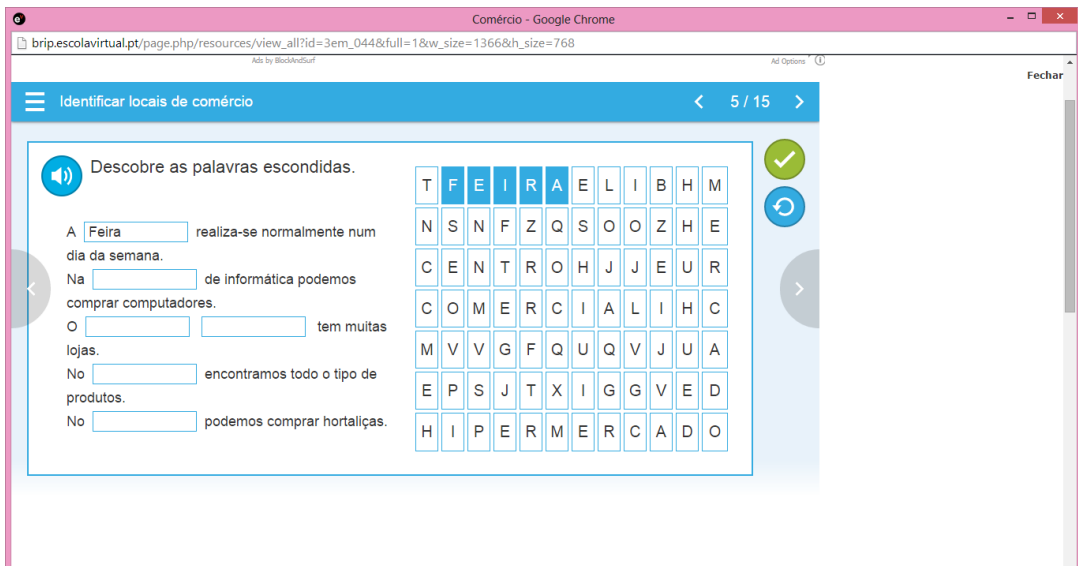 Comércio - Google Chrome
brip.escolavirtual.pt/page.php/resources/view_all?id=3em_044&full=1&w_size=1366&h_size=768
Ads by BlockAndSurf
Ad Options
Fechar
Identificar locais de comércio
5 / 15
Descobre as palavras escondidas.
A Feira realiza-se normalmente num
dia da semana.
Na de informática podemos
comprar computadores.
O tem muitas
lojas.
No encontramos todo o tipo de
produtos.
No podemos comprar hortaliças.
T F E I R A E L I B H M
N S N F Z Q S O O Z H E
C E N T R O H J J E U R
C O M E R C I A L I H C
M V V G F Q U Q V J U A
E P S J T X I G G V E D
H I P E R M E R C A D O